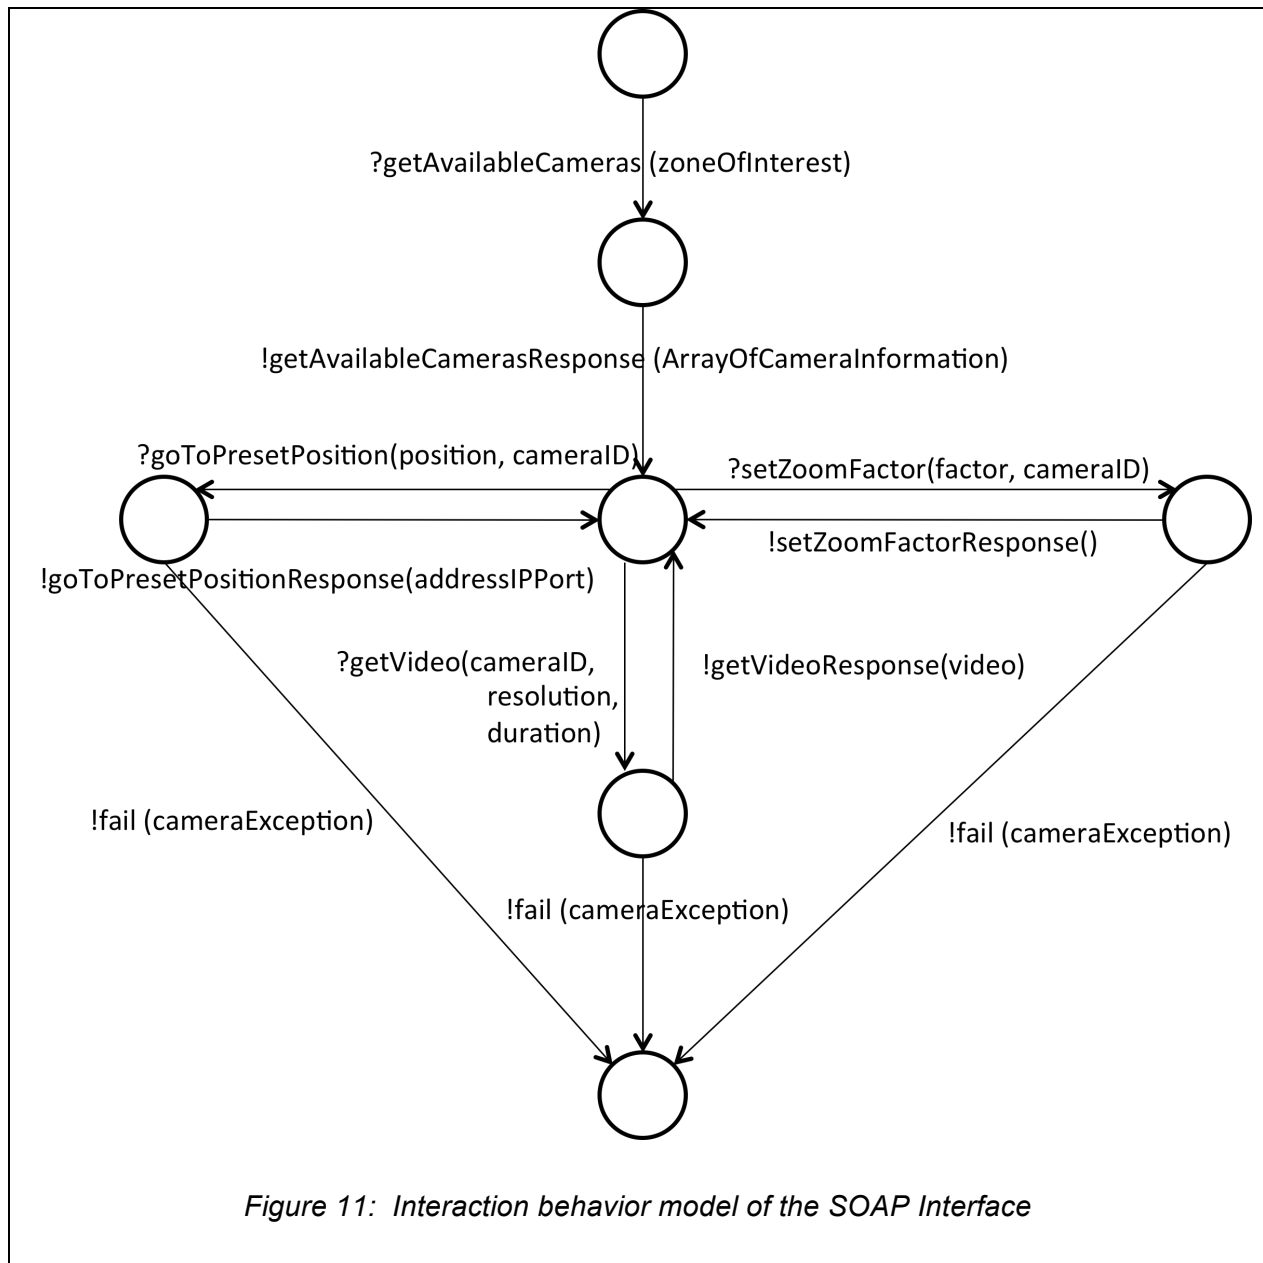 ?getAvailableCameras (zoneOfInterest)
!getAvailableCamerasResponse (ArrayOfCameraInformation)
?goToPresetPosition(position, cameraID)
?setZoomFactor(factor, cameraID)
!setZoomFactorResponse()
!goToPresetPositionResponse(addressIPPort)
?getVideo(cameraID,
resolution,
duration)
!getVideoResponse(video)
!fail (cameraException)
!fail (cameraException)
!fail (cameraException)
Figure 11: Interaction behavior model of the SOAP Interface